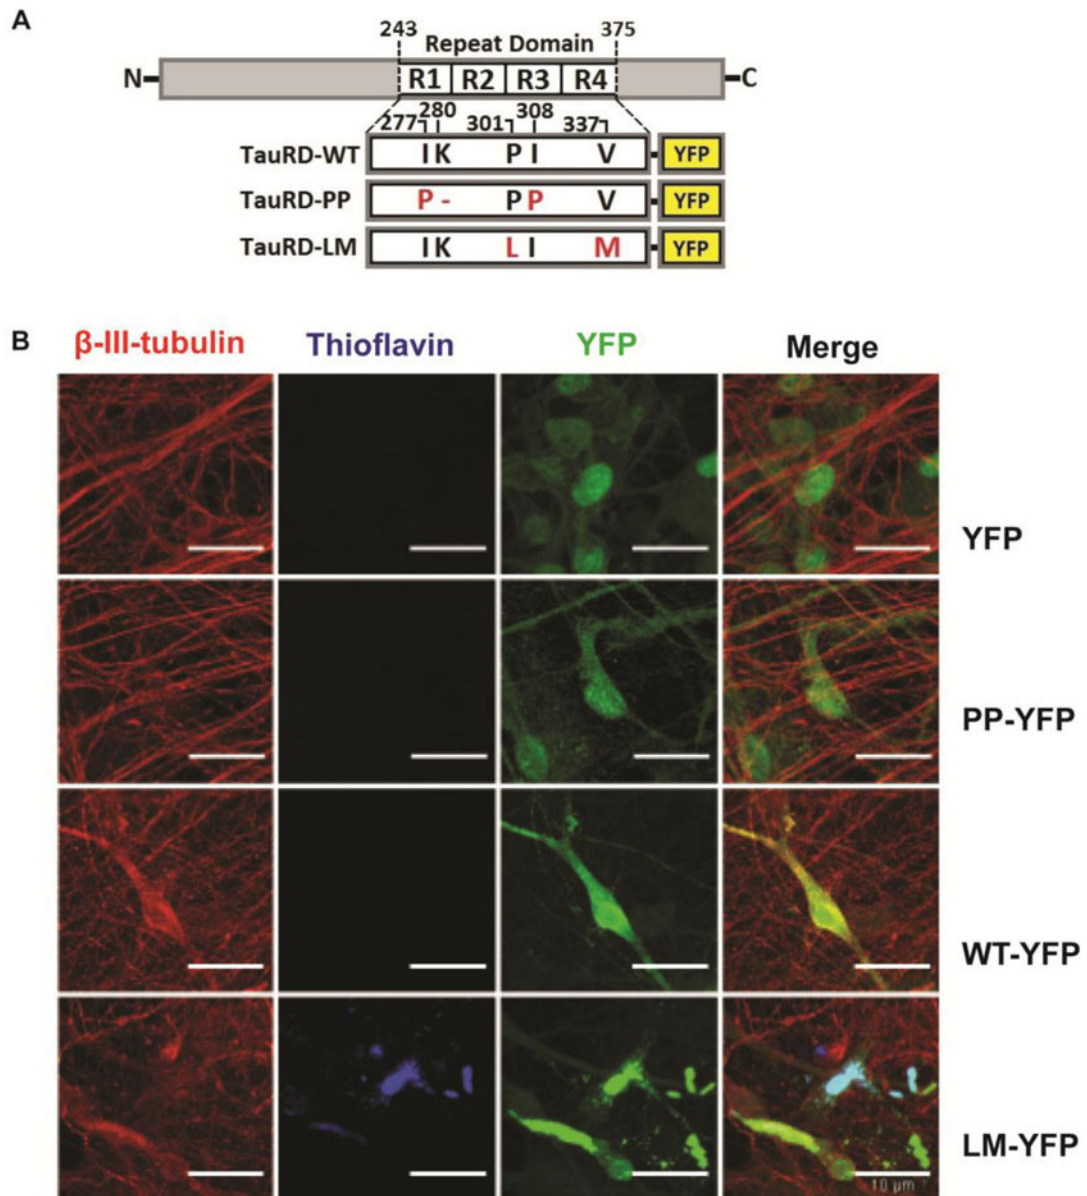 A
243 375
Repeat Domain
N R1 R2 R3 R4 C
277 280 301 308 337
TauRD-WT I K P I V YFP
TauRD-PP P - P P V YFP
TauRD-LM I K L I M YFP
B
β-III-tubulin Thioflavin YFP Merge
YFP
PP-YFP
WT-YFP
LM-YFP
10 μm